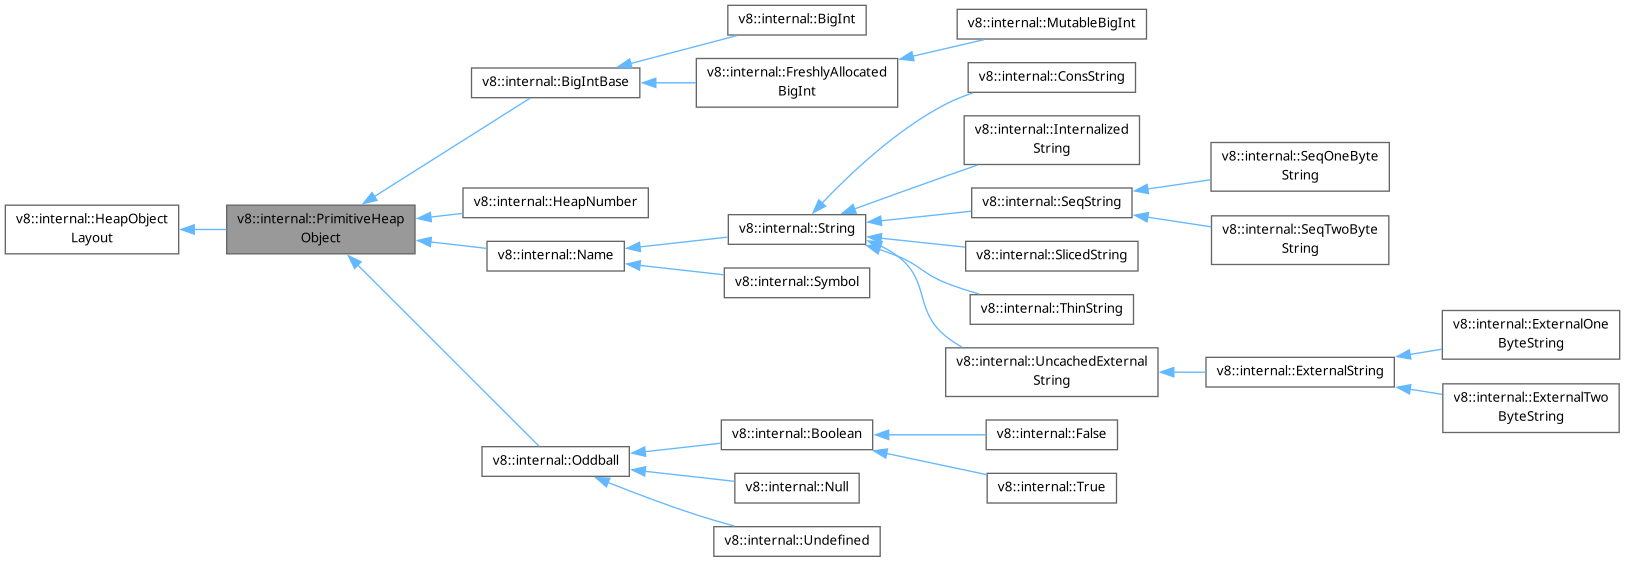 v8::internal::HeapObject
Layout
v8::internal::PrimitiveHeap
Object
v8::internal::BigIntBase
v8::internal::BigInt
v8::internal::FreshlyAllocated
BigInt
v8::internal::MutableBigInt
v8::internal::HeapNumber
v8::internal::Name
v8::internal::String
v8::internal::ConsString
v8::internal::Internalized
String
v8::internal::SeqString
v8::internal::SeqOneByte
String
v8::internal::SeqTwoByte
String
v8::internal::SlicedString
v8::internal::ThinString
v8::internal::UncachedExternal
String
v8::internal::ExternalString
v8::internal::ExternalOne
ByteString
v8::internal::ExternalTwo
ByteString
v8::internal::Symbol
v8::internal::Oddball
v8::internal::Boolean
v8::internal::False
v8::internal::True
v8::internal::Null
v8::internal::Undefined